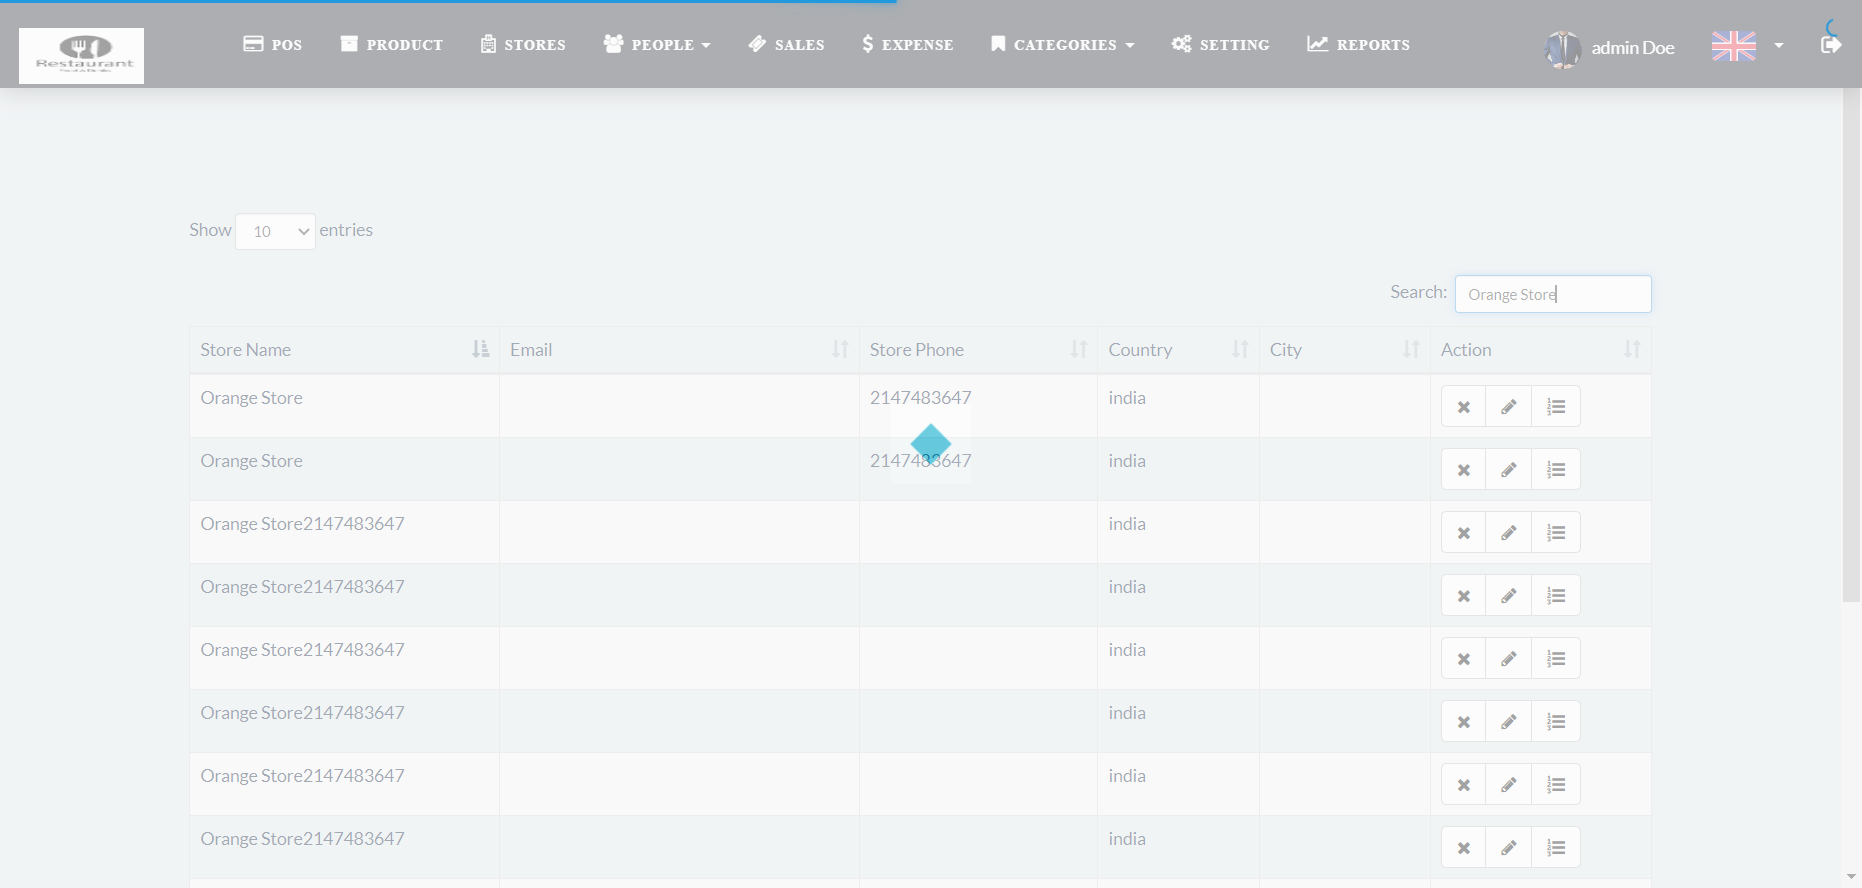 Restaurant
POS PRODUCT STORES PEOPLE SALES EXPENSE CATEGORIES SETTING REPORTS
admin Doe
Show 10 entries
Search: Orange Store
Store Name Email Store Phone Country City Action
Orange Store 2147483647 india
Orange Store 2147483647 india
Orange Store2147483647 india
Orange Store2147483647 india
Orange Store2147483647 india
Orange Store2147483647 india
Orange Store2147483647 india
Orange Store2147483647 india